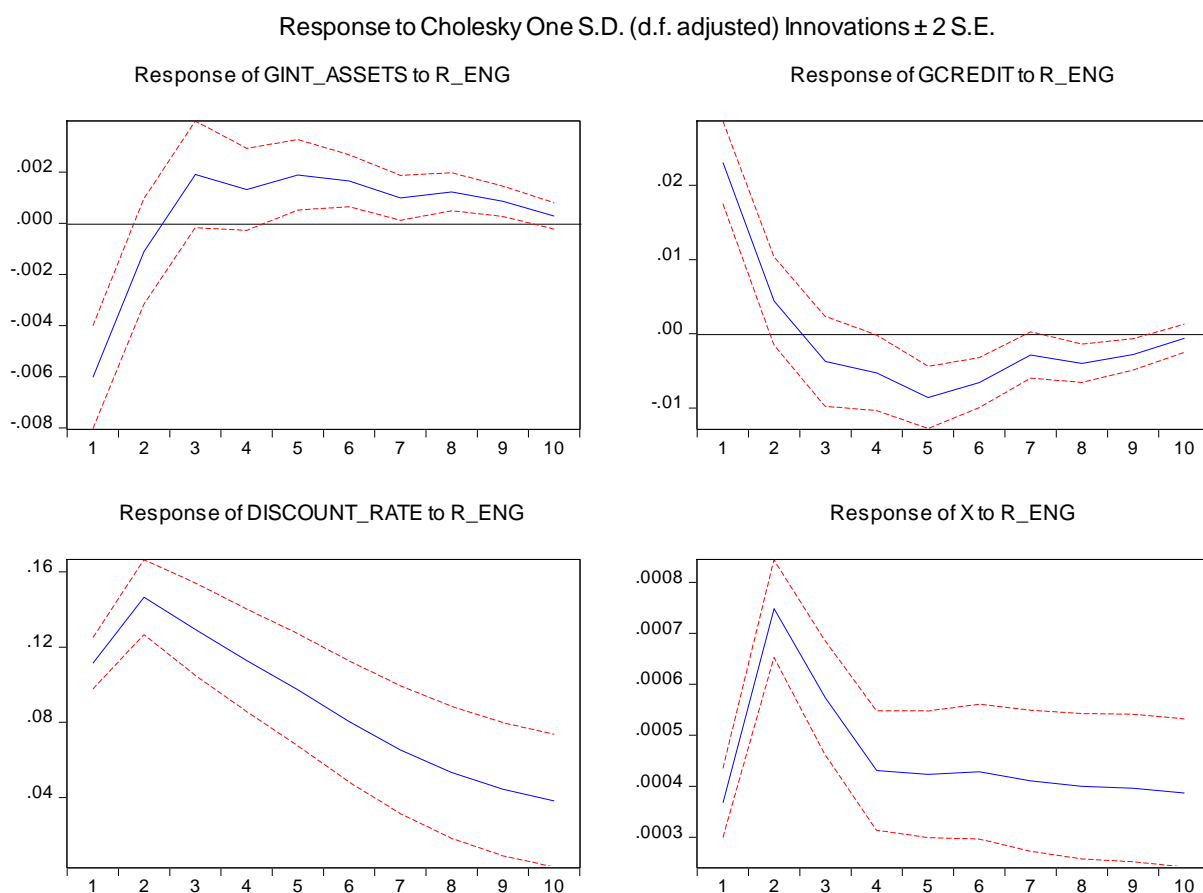 Response to Cholesky One S.D. (d.f. adjusted) Innovations ± 2 S.E.
Response of GINT_ASSETS to R_ENG
.002
.000
-.002
-.004
-.006
-.008
1 2 3 4 5 6 7 8 9 10
Response of GCREDIT to R_ENG
.02
.01
.00
-.01
1 2 3 4 5 6 7 8 9 10
Response of DISCOUNT_RATE to R_ENG
.16
.12
.08
.04
1 2 3 4 5 6 7 8 9 10
Response of X to R_ENG
.0008
.0007
.0006
.0005
.0004
.0003
1 2 3 4 5 6 7 8 9 10